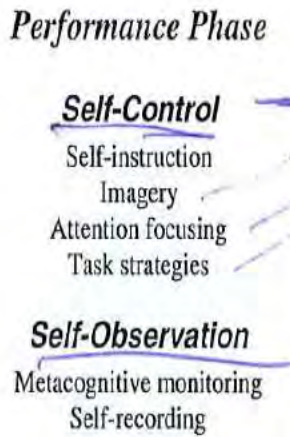 Performance Phase
Self-Control
Self-instruction
Imagery
Attention focusing
Task strategies
Self-Observation
Metacognitive monitoring
Self-recording